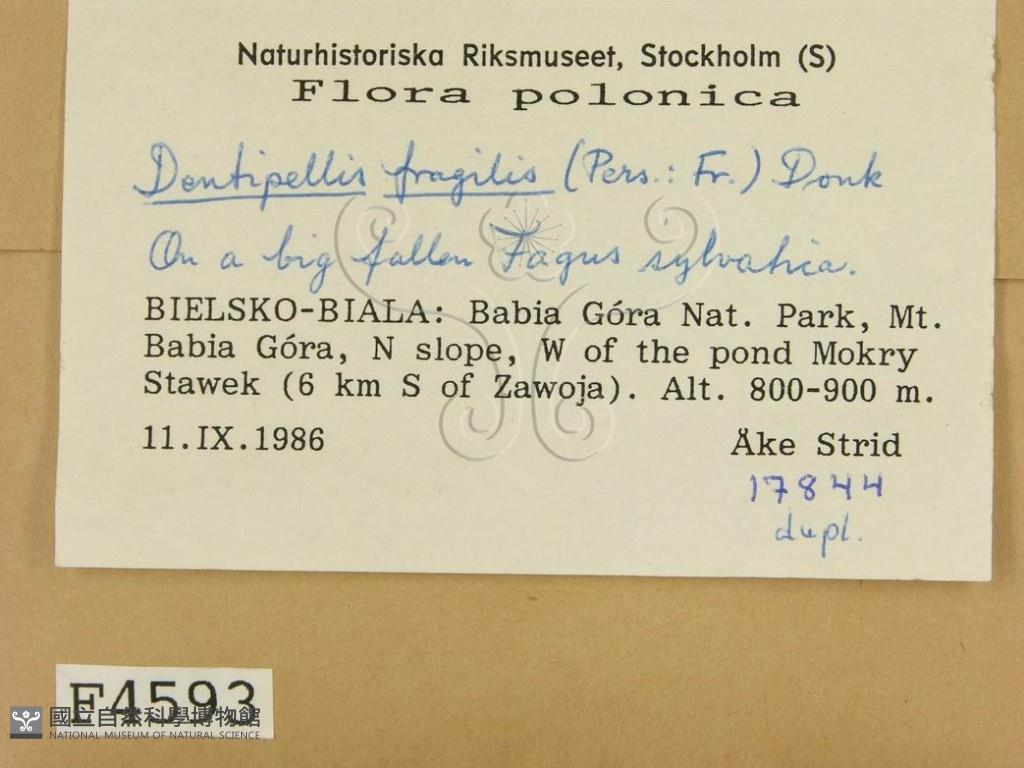 Naturhistoriska Riksmuseet, Stockholm (S)
Flora polonica
Dentipellis fragilis (Pers.: Fr.) Donk
On a big fallen Fagus sylvatica.
BIELSKO-BIALA: Babia Góra Nat. Park, Mt.
Babia Góra, N slope, W of the pond Mokry
Stawek (6 km S of Zawoja). Alt. 800-900 m.
11.IX.1986
Åke Strid
17844
dupl.
F4593
國立自然科學博物館
NATIONAL MUSEUM OF NATURAL SCIENCE